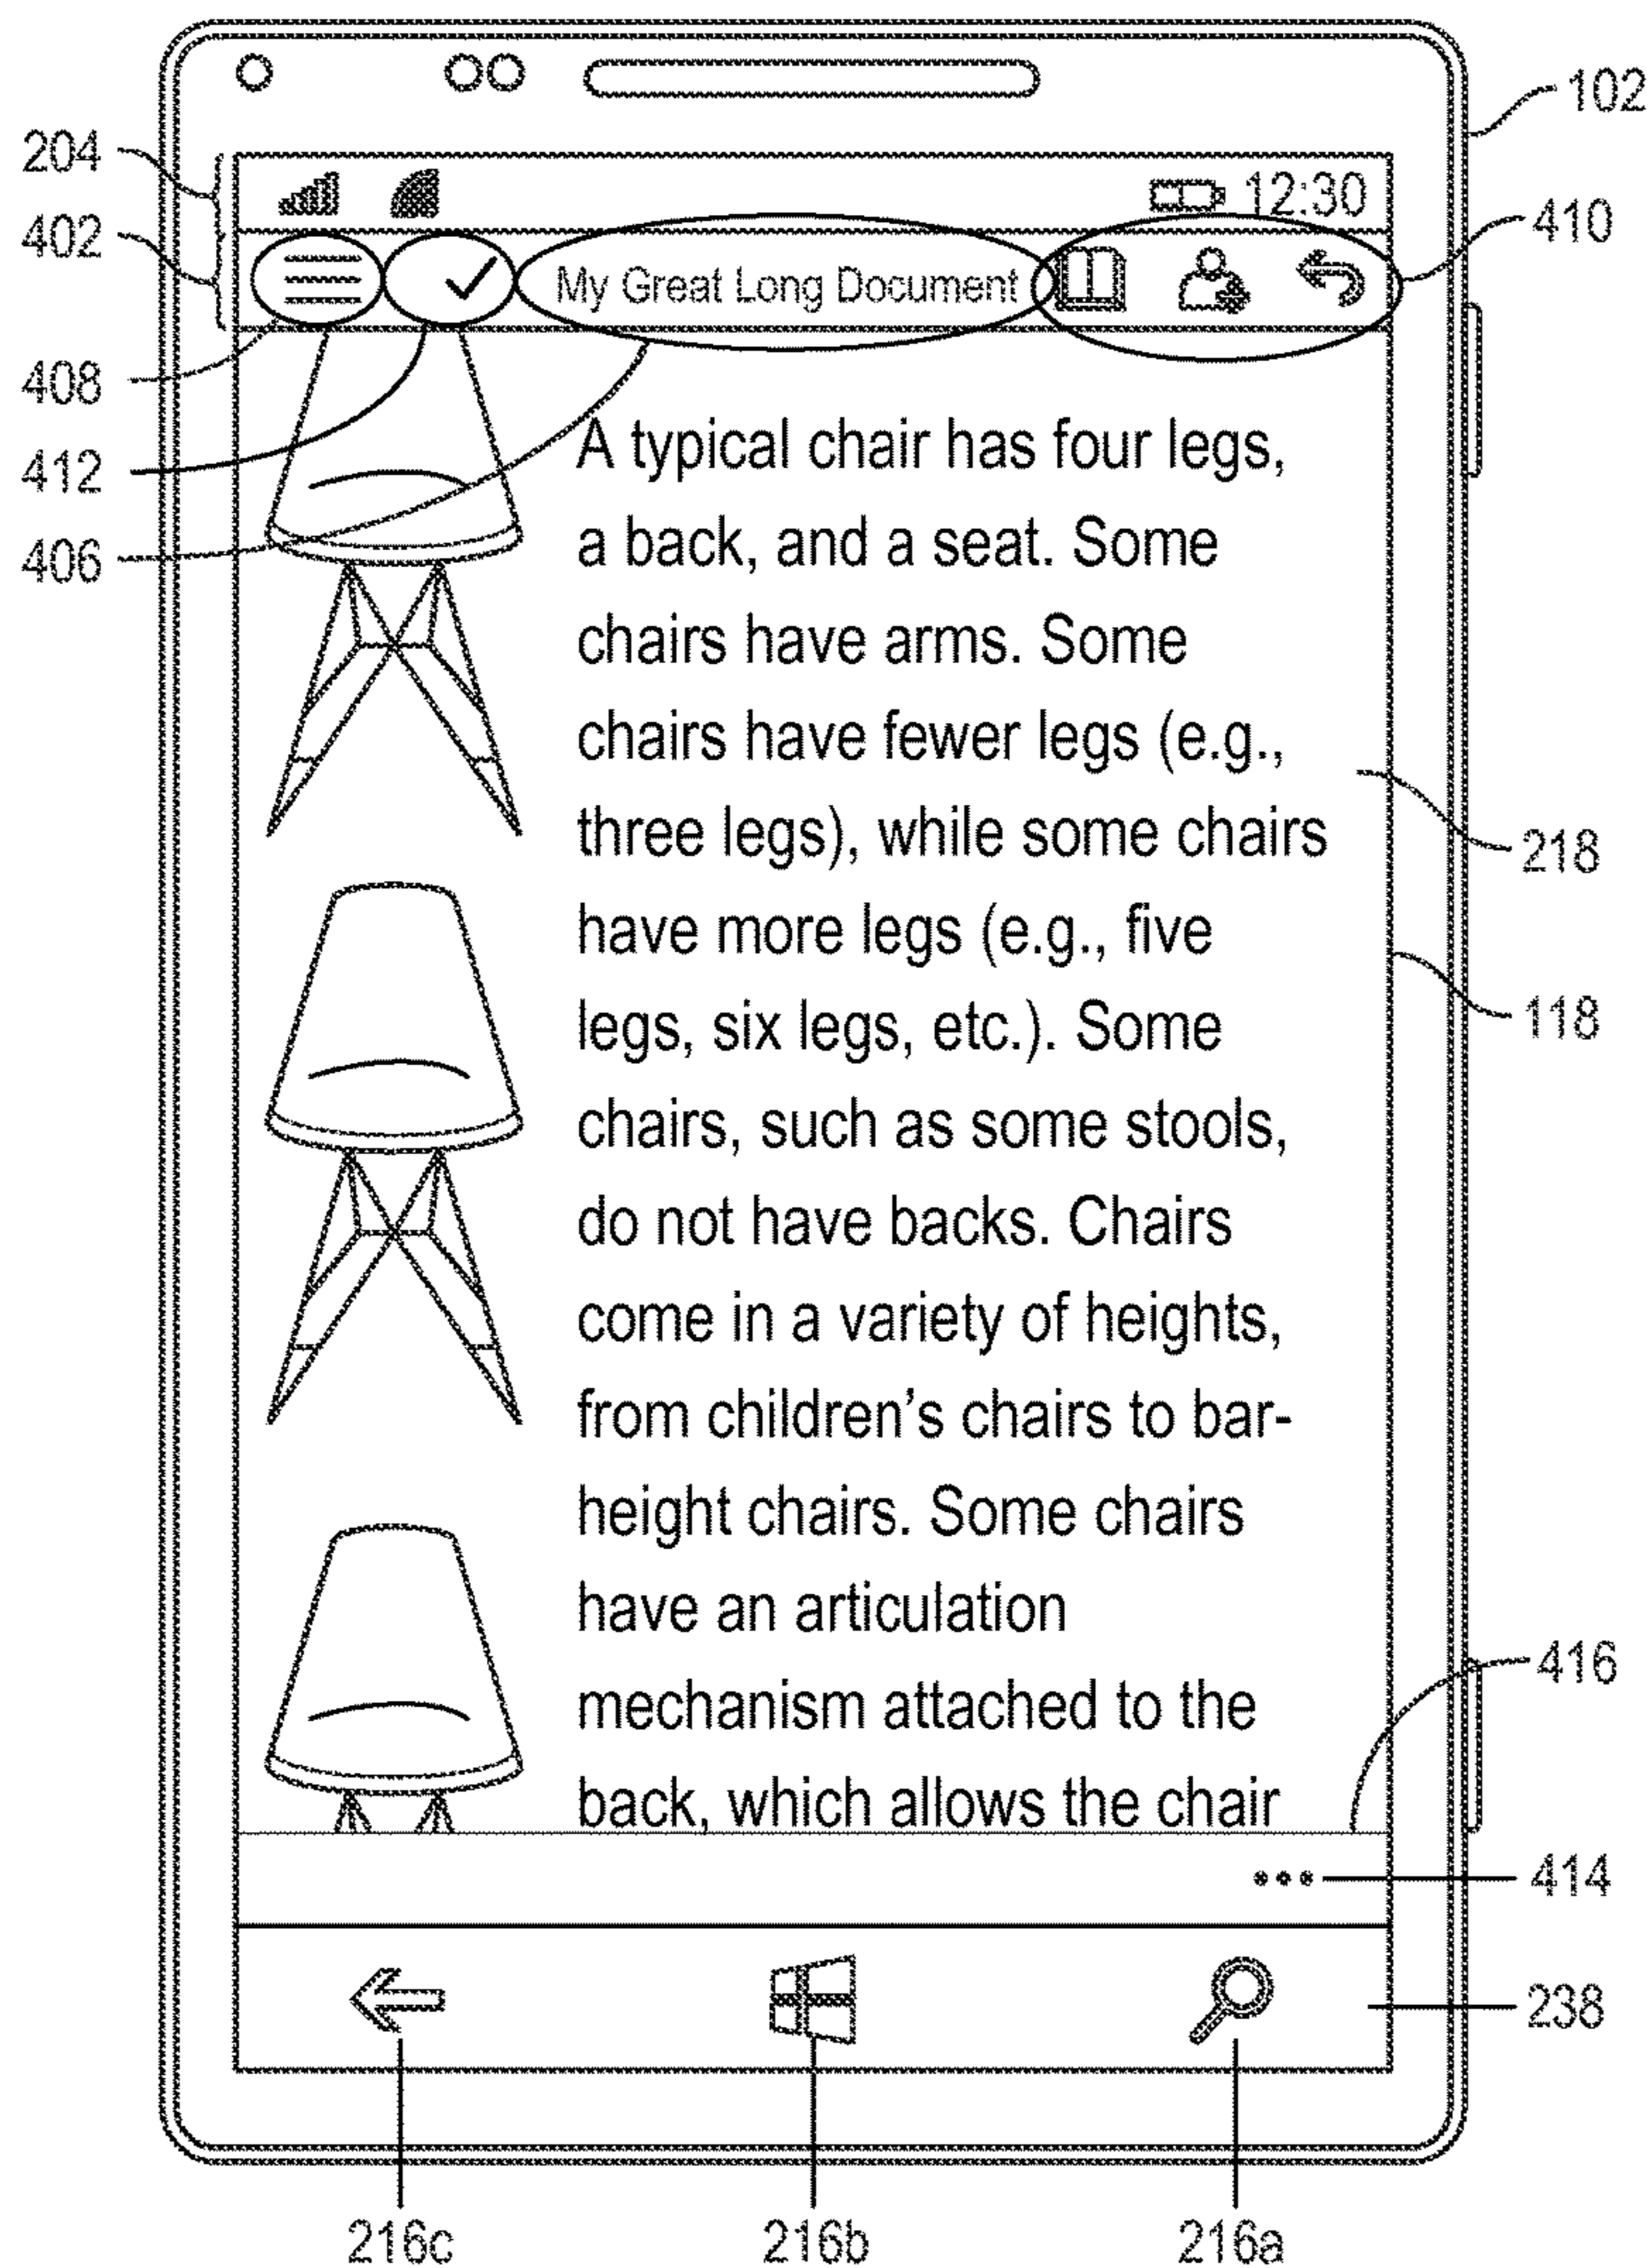 102
204
12:30
402
410
My Great Long Document
408
412
406
A typical chair has four legs,
a back, and a seat. Some
chairs have arms. Some
chairs have fewer legs (e.g.,
three legs), while some chairs
have more legs (e.g., five
legs, six legs, etc.). Some
chairs, such as some stools,
do not have backs. Chairs
come in a variety of heights,
from children's chairs to bar-
height chairs. Some chairs
have an articulation
mechanism attached to the
back, which allows the chair
218
118
416
414
238
216c
216b
216a